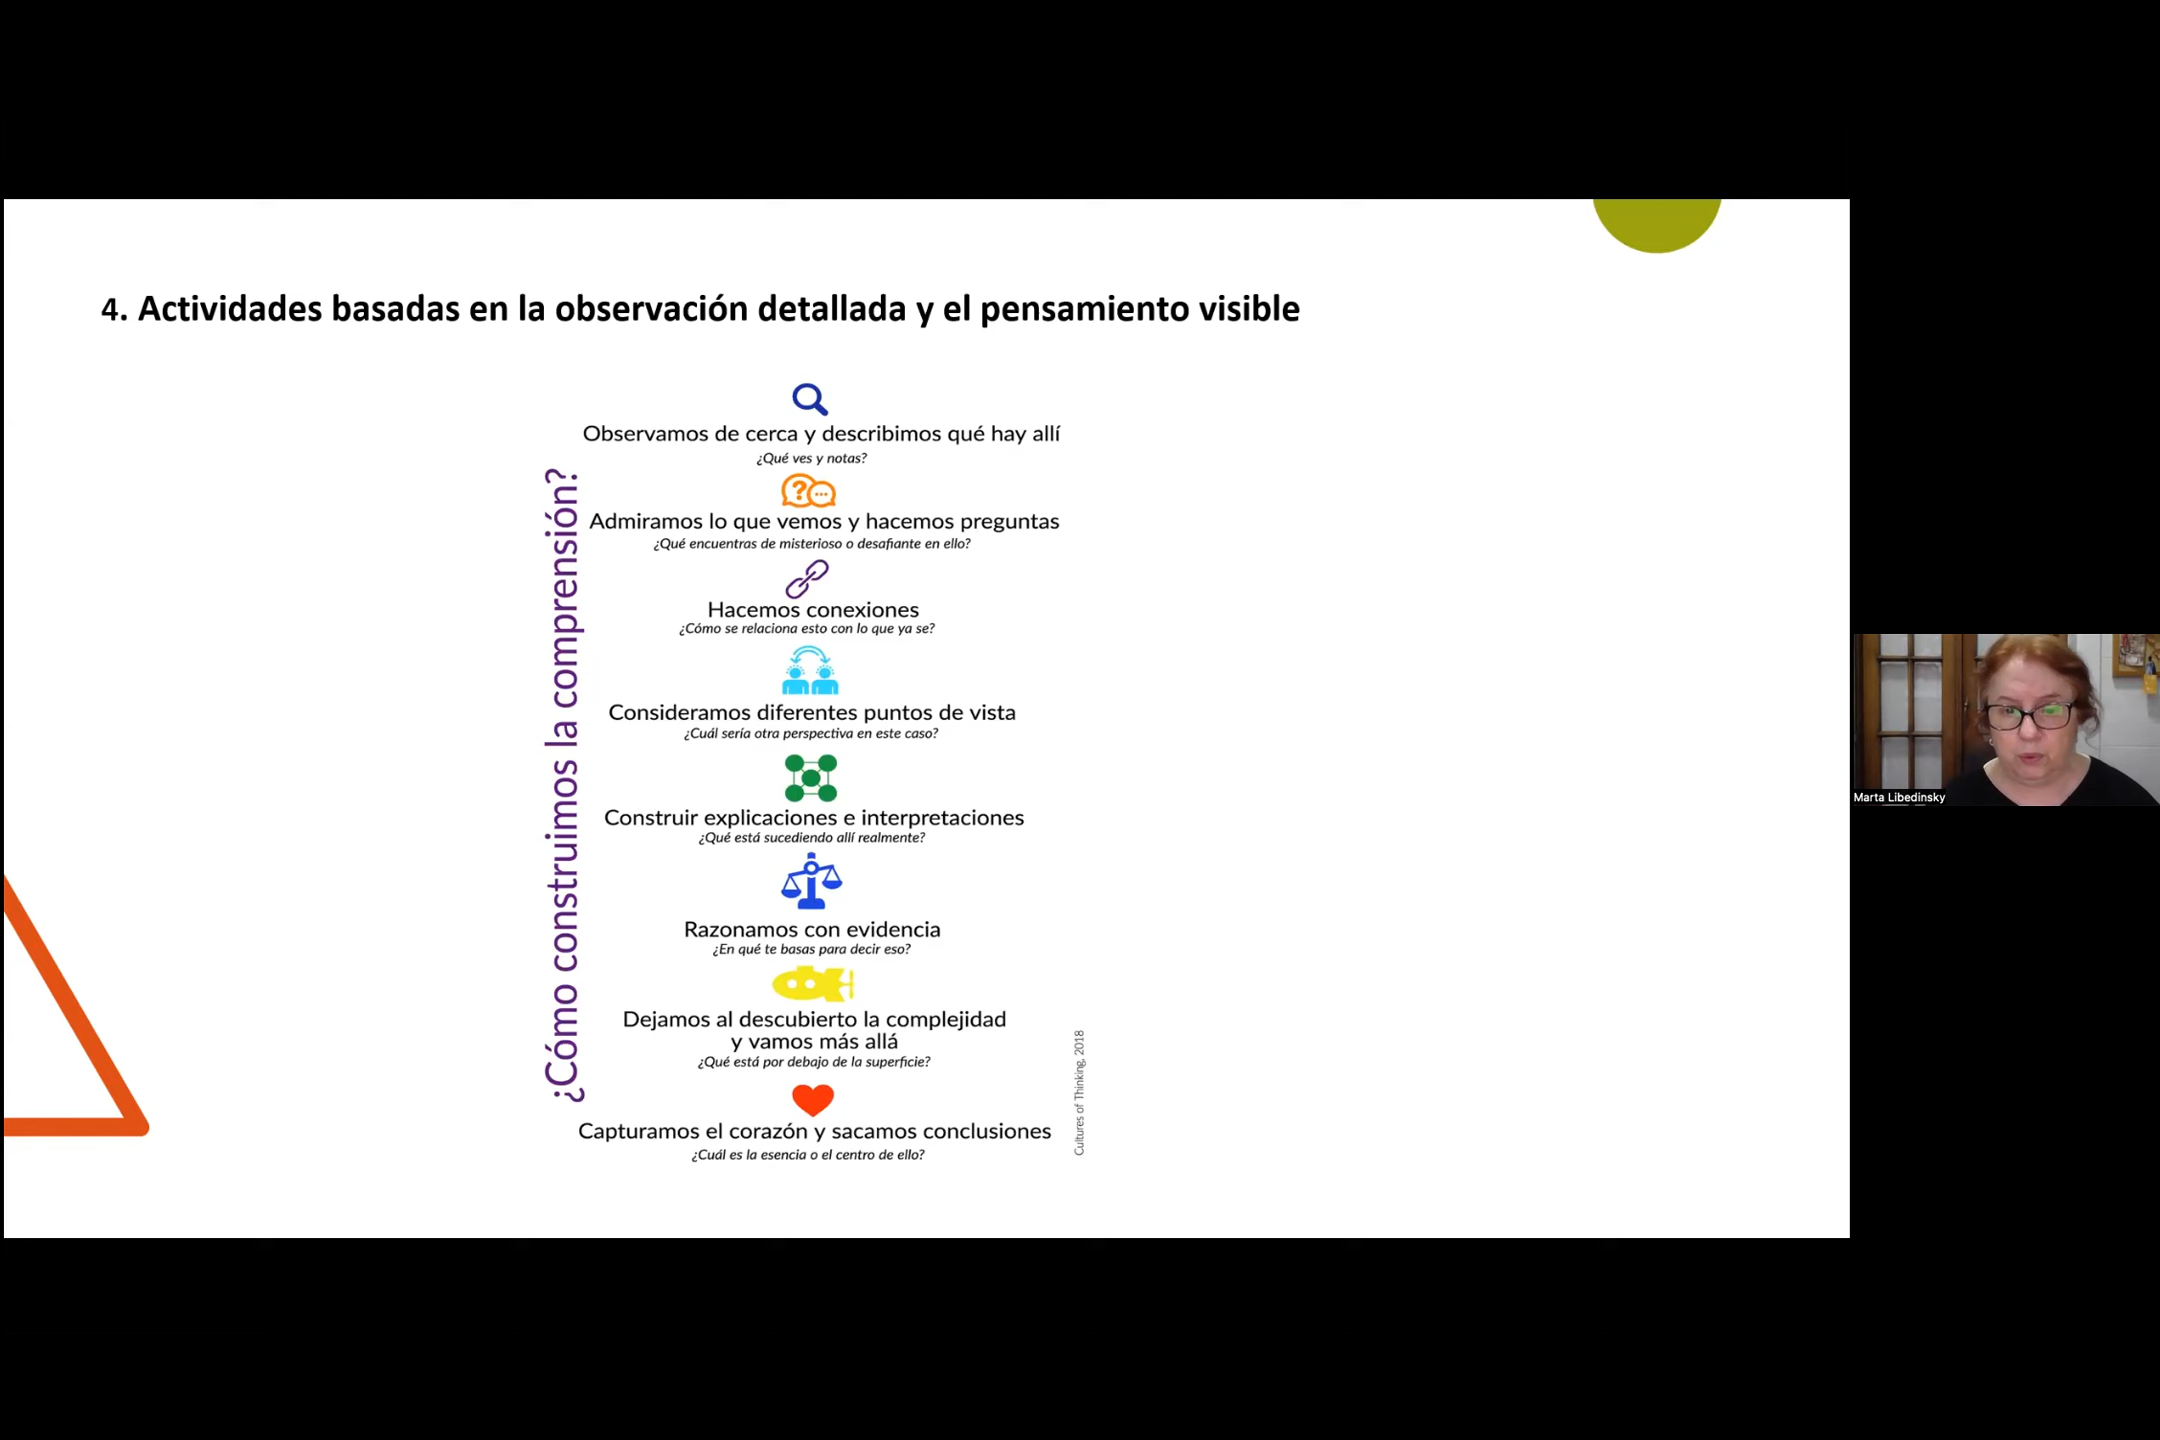 4. Actividades basadas en la observación detallada y el pensamiento visible
¿Cómo construimos la comprensión?
Observamos de cerca y describimos qué hay allí
¿Qué ves y notas?
Admiramos lo que vemos y hacemos preguntas
¿Qué encuentras de misterioso o desafiante en ello?
Hacemos conexiones
¿Cómo se relaciona esto con lo que ya se?
Consideramos diferentes puntos de vista
¿Cuál sería otra perspectiva en este caso?
Construir explicaciones e interpretaciones
¿Qué está sucediendo allí realmente?
Razonamos con evidencia
¿En qué te basas para decir eso?
Dejamos al descubierto la complejidad
y vamos más allá
¿Qué está por debajo de la superficie?
Capturamos el corazón y sacamos conclusiones
¿Cuál es la esencia o el centro de ello?
Cultures of Thinking, 2018
Marta Libedinsky